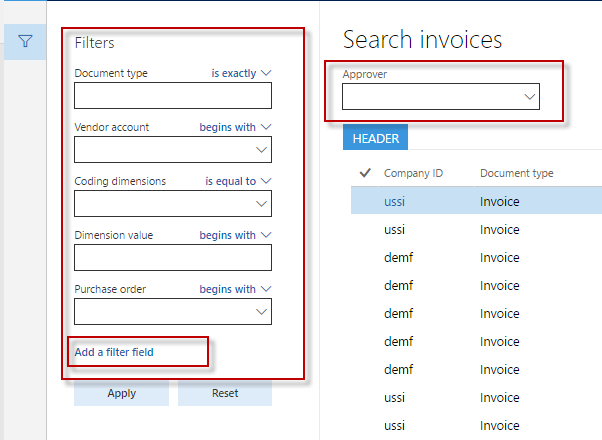 Filters
Document type is exactly
Vendor account begins with
Coding dimensions is equal to
Dimension value begins with
Purchase order begins with
Add a filter field
Apply Reset
Search invoices
Approver
HEADER
Company ID Document type
ussi Invoice
ussi Invoice
demf Invoice
demf Invoice
demf Invoice
demf Invoice
demf Invoice
ussi Invoice
ussi Invoice